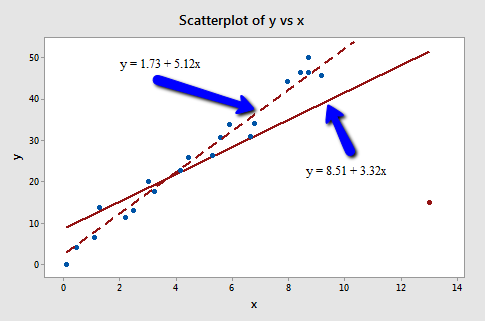 Scatterplot of y vs x
50
y = 1.73 + 5.12x
40
30
y
y = 8.51 + 3.32x
20
10
0
0 2 4 6 8 10 12 14
x